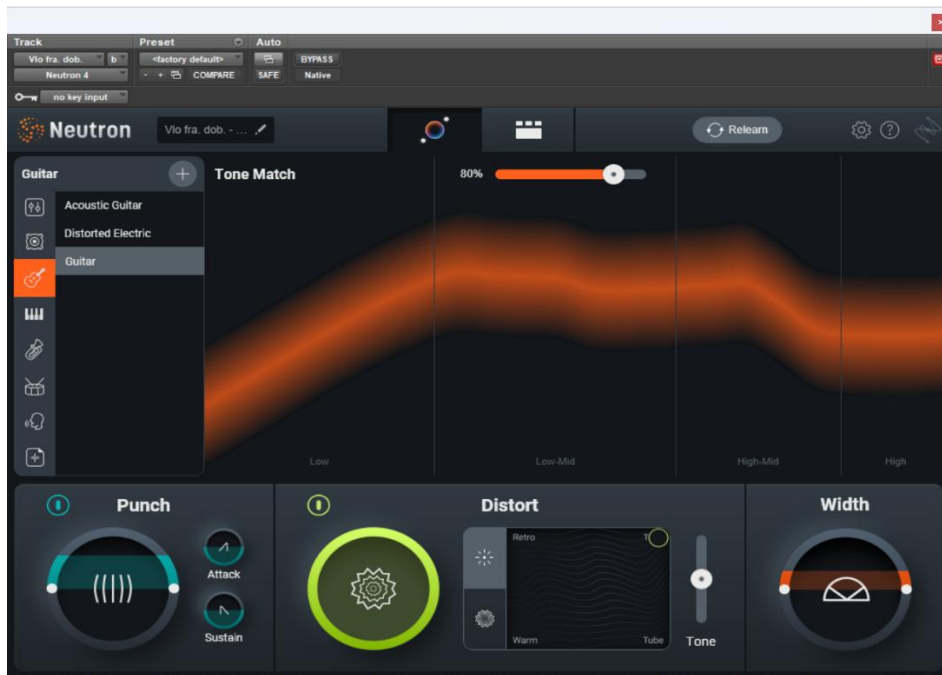 Track Preset Auto
Vlo fra. dob. b <factory default> BYPASS
Neutron 4 - + COMPARE SAFE Native
no key input
Neutron Vlo fra. dob. - ... Relearn ?
Guitar + Tone Match 80%
Acoustic Guitar
Distorted Electric
Guitar
Low Low-Mid High-Mid High
Punch Distort Width
Retro
Attack
Sustain
Warm Tube Tone